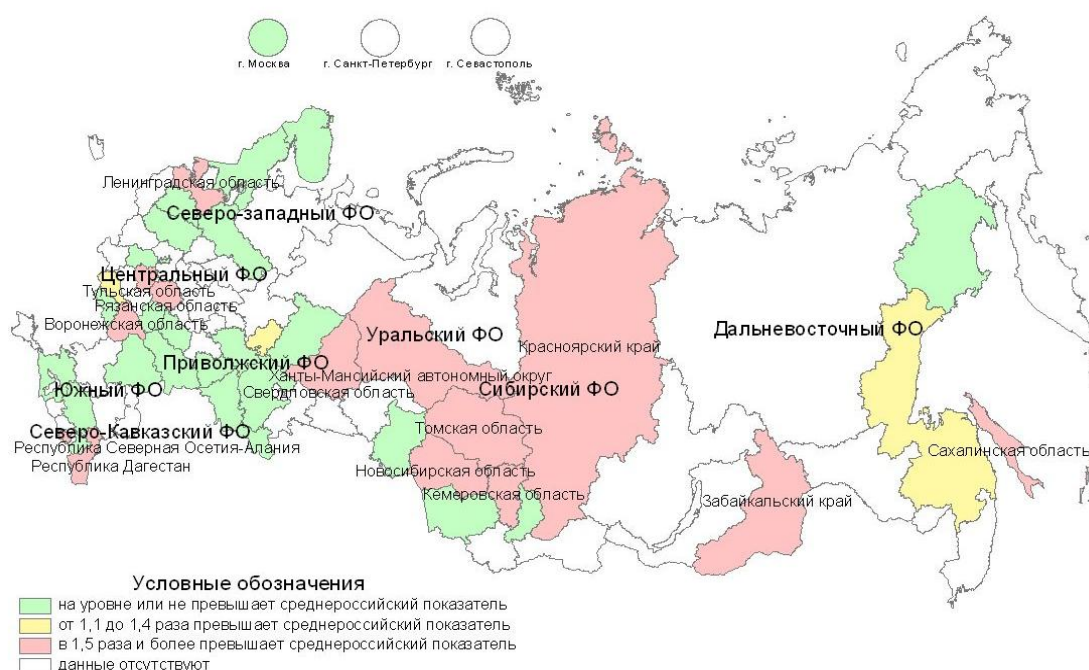 г. Москва
г. Санкт-Петербург
г. Севастополь
Ленинградская область
Северо-западный ФО
Центральный ФО
Тульская область
Рязанская область
Воронежская область
Уральский ФО
Дальневосточный ФО
Красноярский край
Приволжский ФО
Ханты-Мансийский автономный округ
Южный ФО
Свердловская область
Сибирский ФО
Северо-Кавказский ФО
Томская область
Республика Северная Осетия-Алания
Сахалинская область
Республика Дагестан
Новосибирская область
Кемеровская область
Забайкальский край
Условные обозначения
на уровне или не превышает среднероссийский показатель
от 1,1 до 1,4 раза превышает среднероссийский показатель
в 1,5 раза и более превышает среднероссийский показатель
данные отсутствуют